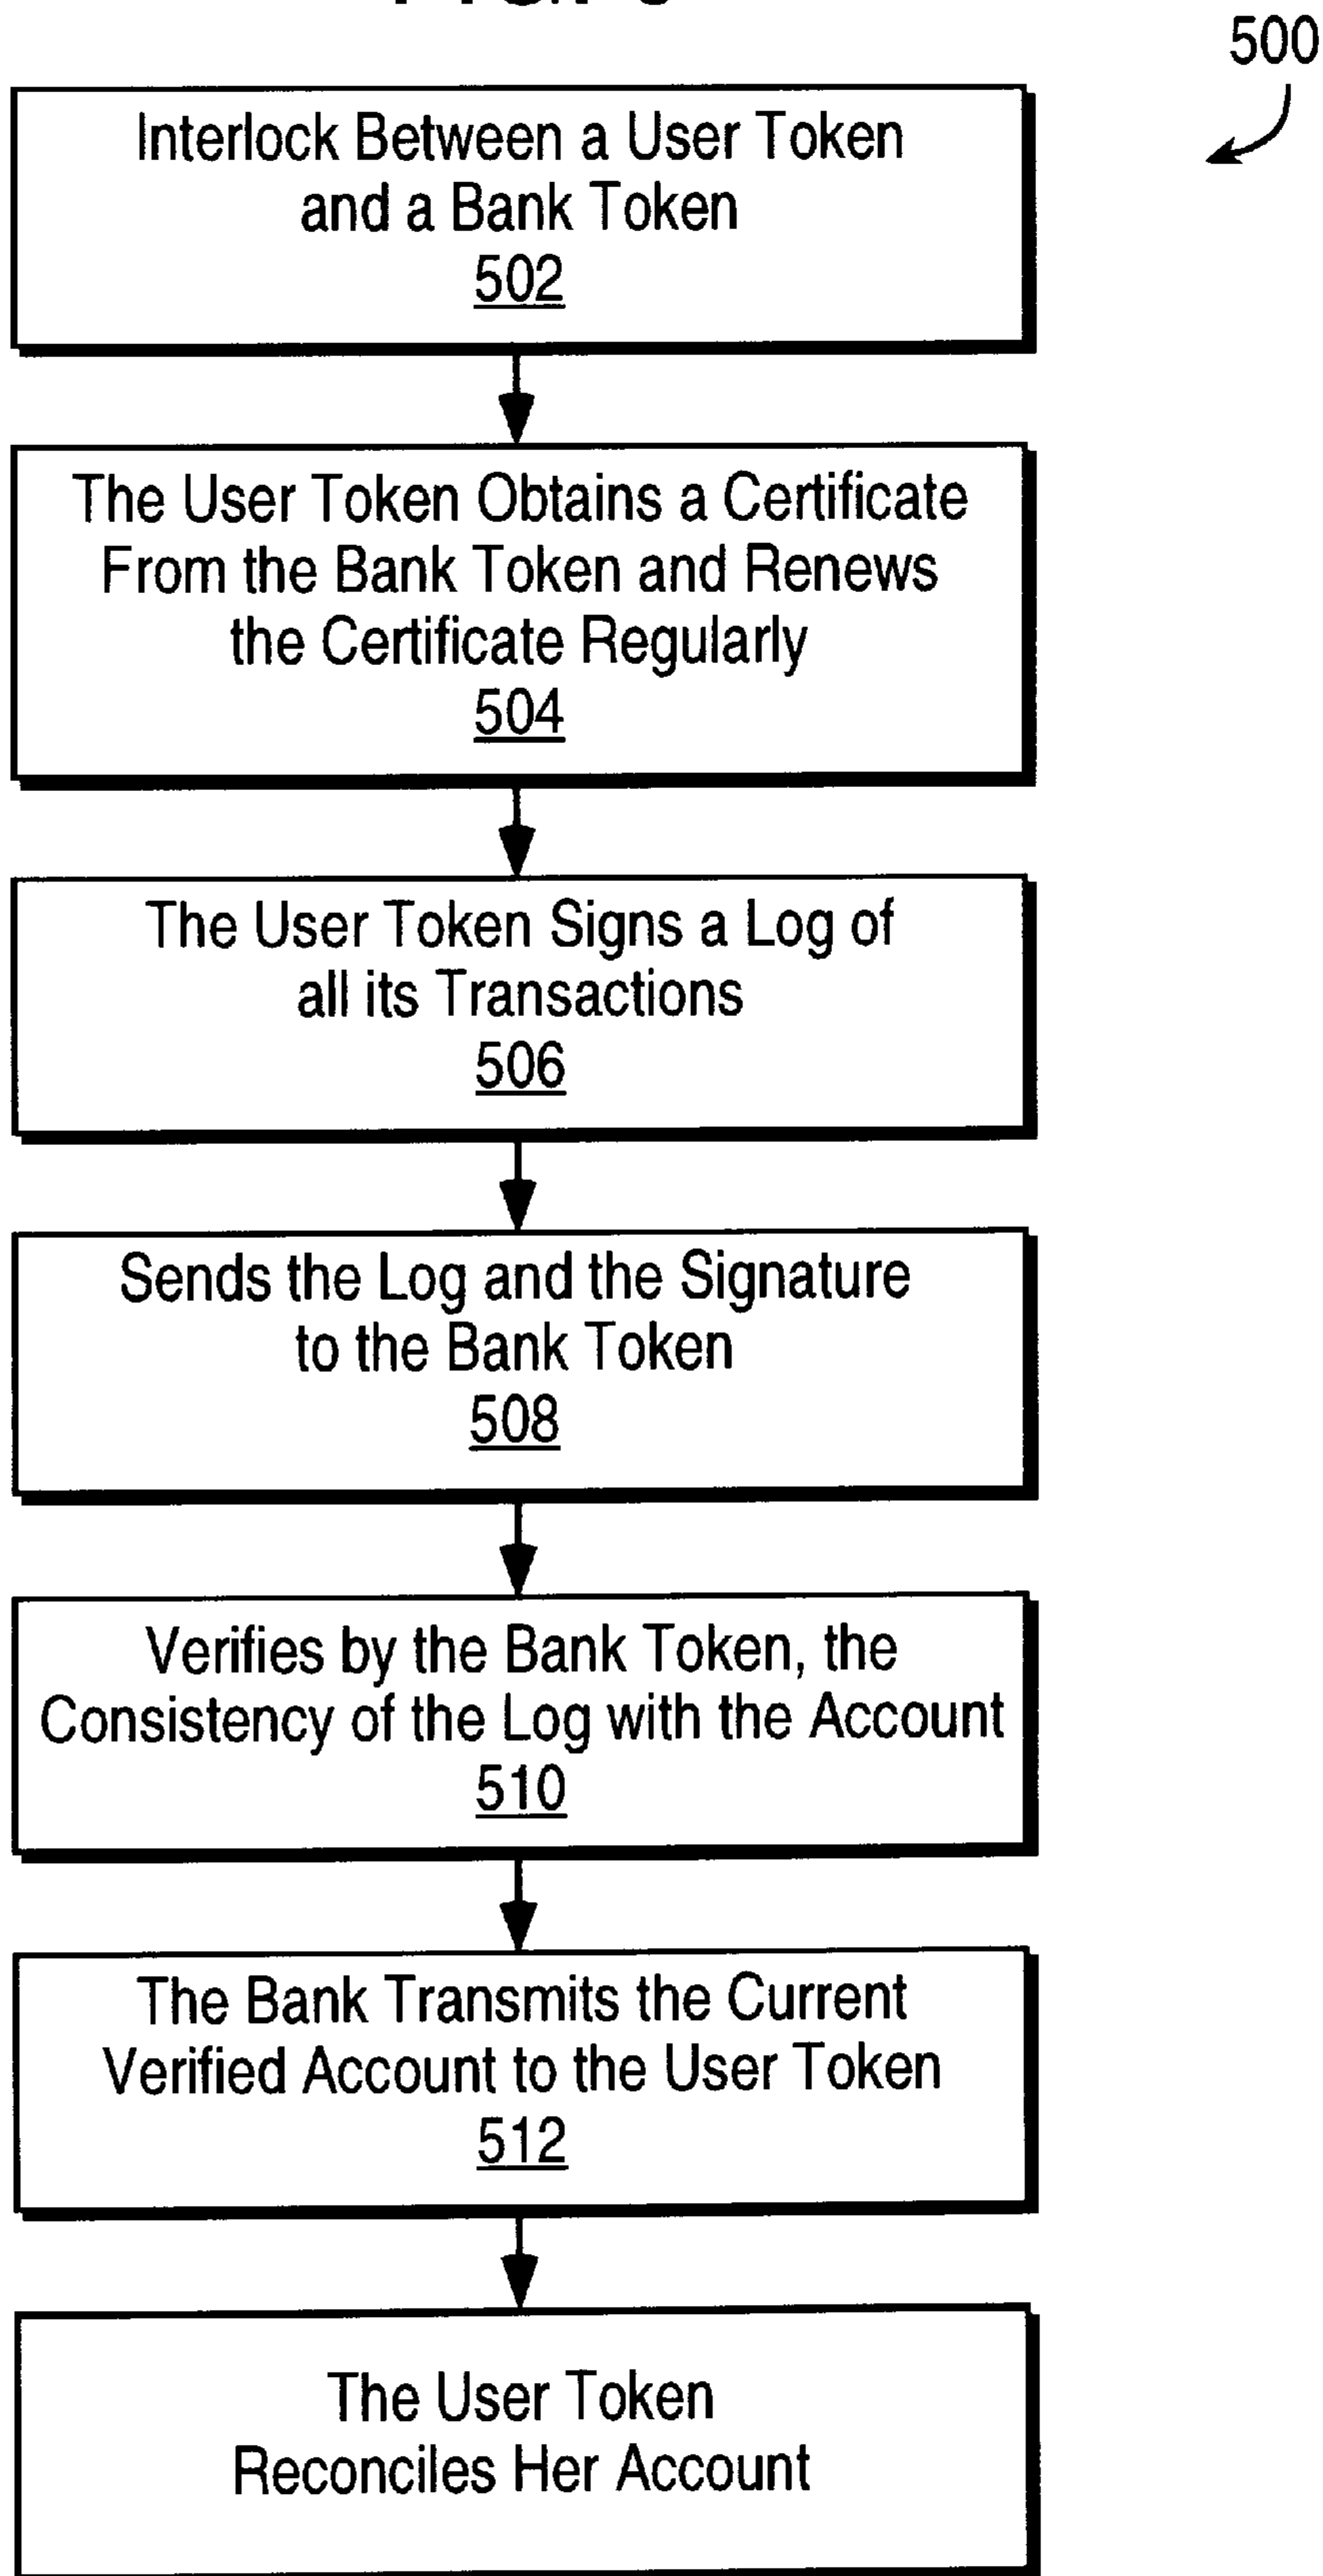 500
Interlock Between a User Token
and a Bank Token
502
The User Token Obtains a Certificate
From the Bank Token and Renews
the Certificate Regularly
504
The User Token Signs a Log of
all its Transactions
506
Sends the Log and the Signature
to the Bank Token
508
Verifies by the Bank Token, the
Consistency of the Log with the Account
510
The Bank Transmits the Current
Verified Account to the User Token
512
The User Token
Reconciles Her Account